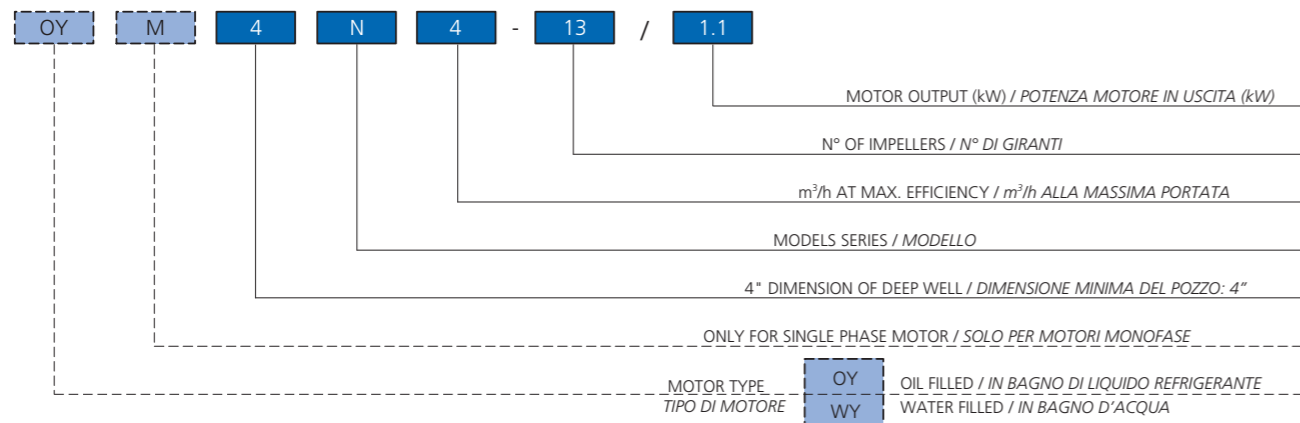 OY M 4 N 4 - 13 / 1.1
MOTOR OUTPUT (kW) / POTENZA MOTORE IN USCITA (kW)
N° OF IMPELLERS / N° DI GIRANTI
m³/h AT MAX. EFFICIENCY / m³/h ALLA MASSIMA PORTATA
MODELS SERIES / MODELLO
4" DIMENSION OF DEEP WELL / DIMENSIONE MINIMA DEL POZZO: 4"
ONLY FOR SINGLE PHASE MOTOR / SOLO PER MOTORI MONOFASE
MOTOR TYPE OY OIL FILLED / IN BAGNO DI LIQUIDO REFRIGERANTE
TIPO DI MOTORE WY WATER FILLED / IN BAGNO D'ACQUA